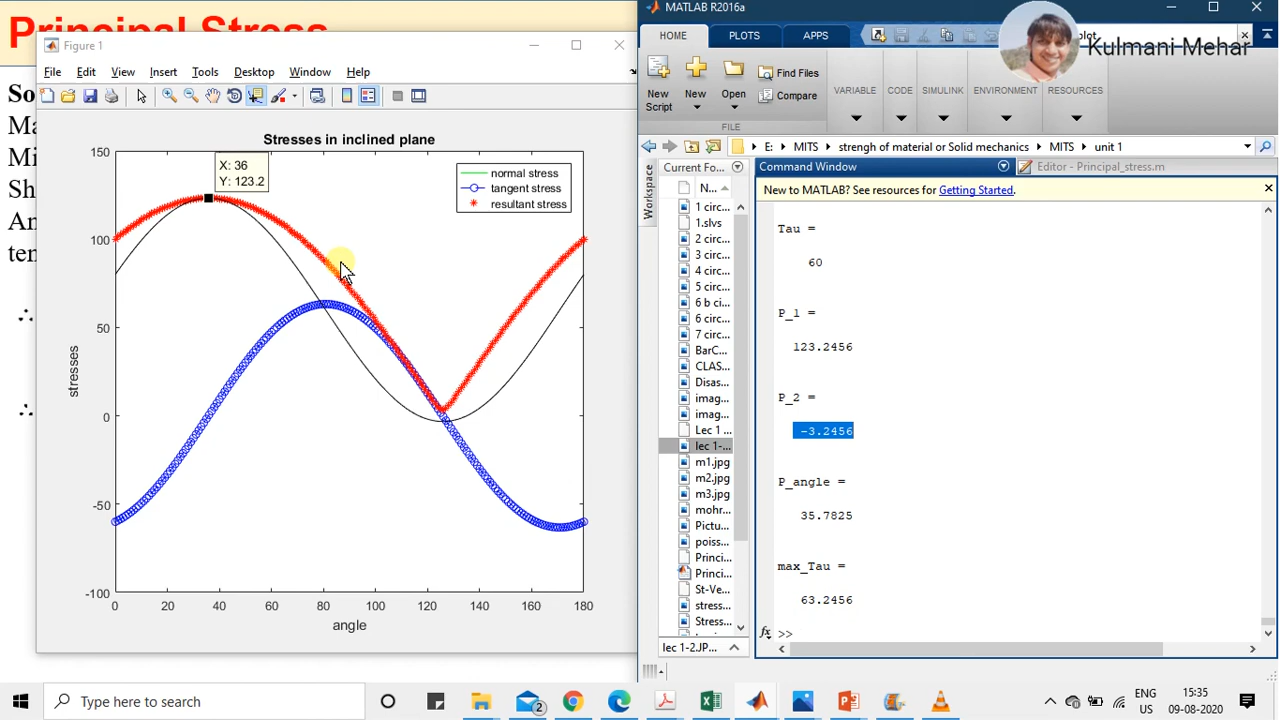 Principal Stress
So
Ma
Mi
Sh
An
ten
∴
∴
Figure 1
File Edit View Insert Tools Desktop Window Help
Stresses in inclined plane
150
100
50
0
-50
-100
0 20 40 60 80 100 120 140 160 180
angle
stresses
X: 36
Y: 123.2
normal stress
tangent stress
resultant stress
MATLAB R2016a
HOME PLOTS APPS
plot
Kulmani Mehar
New
Script
New
Open
Find Files
Compare
VARIABLE
CODE
SIMULINK
ENVIRONMENT
RESOURCES
FILE
E: ▸ MITS ▸ strengh of material or Solid mechanics ▸ MITS ▸ unit 1
Current Fo...
Workspace
N...
1 circ...
1.slvs
2 circ...
3 circ...
4 circ...
5 circ...
6 b ci...
6 circ...
7 circ...
BarC...
CLAS...
Disas...
imag...
imag...
Lec 1 ...
lec 1-...
m1.jpg
m2.jpg
m3.jpg
mohr...
Pictu...
poiss...
Princi...
Princi...
St-Ve...
stress...
Stress...
lec 1-2.JP...
Command Window
Editor - Principal_stress.m
New to MATLAB? See resources for Getting Started.
Tau =
60
P_1 =
123.2456
P_2 =
-3.2456
P_angle =
35.7825
max_Tau =
63.2456
fx >>
Type here to search
2
ENG
US
15:35
09-08-2020